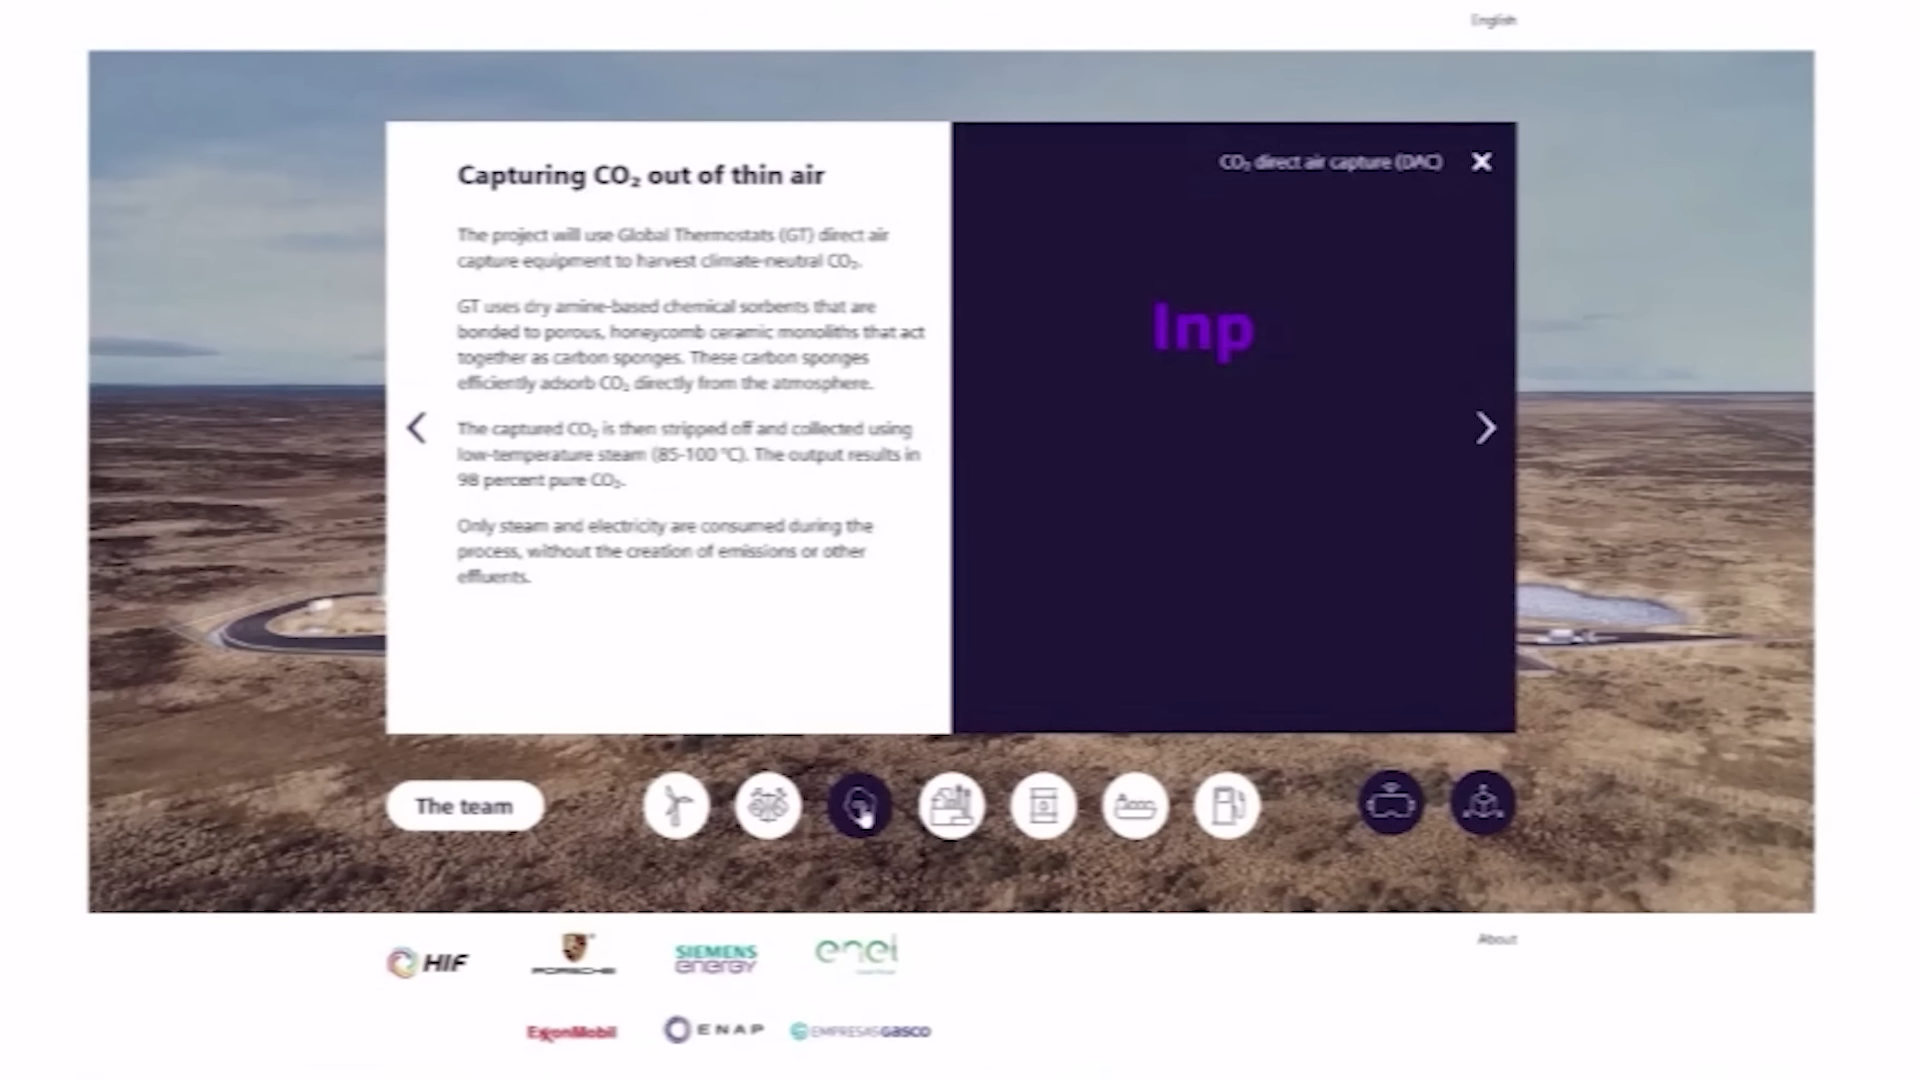 English
Capturing CO₂ out of thin air
The project will use Global Thermostats (GT) direct air
capture equipment to harvest climate-neutral CO₂.
GT uses dry amine-based chemical sorbents that are
bonded to porous, honeycomb ceramic monoliths that act
together as carbon sponges. These carbon sponges
efficiently adsorb CO₂ directly from the atmosphere.
The captured CO₂ is then stripped off and collected using
low-temperature steam (85-100 °C). The output results in
98 percent pure CO₂.
Only steam and electricity are consumed during the
process, without the creation of emissions or other
effluents.
CO₂ direct air capture (DAC)
Inp
The team
HIF
PORSCHE
SIEMENS
energy
enel
About
ExxonMobil
ENAP
EMPRESAS GASCO